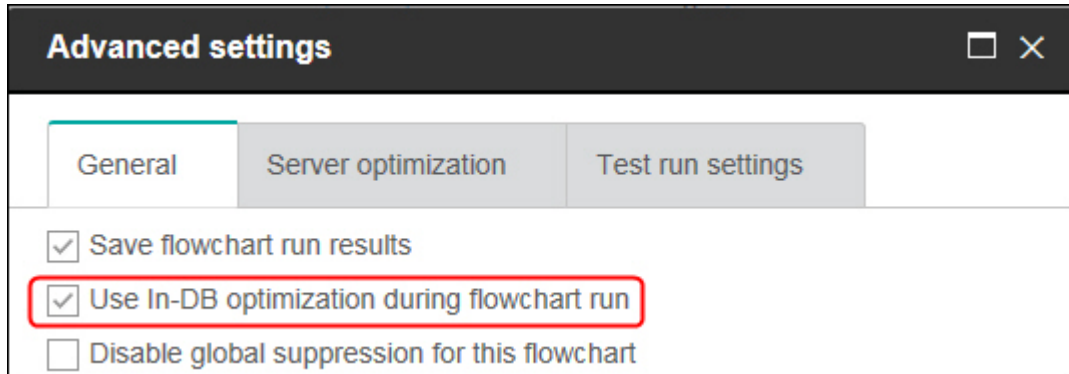 Advanced settings
General Server optimization Test run settings
Save flowchart run results
Use In-DB optimization during flowchart run
Disable global suppression for this flowchart